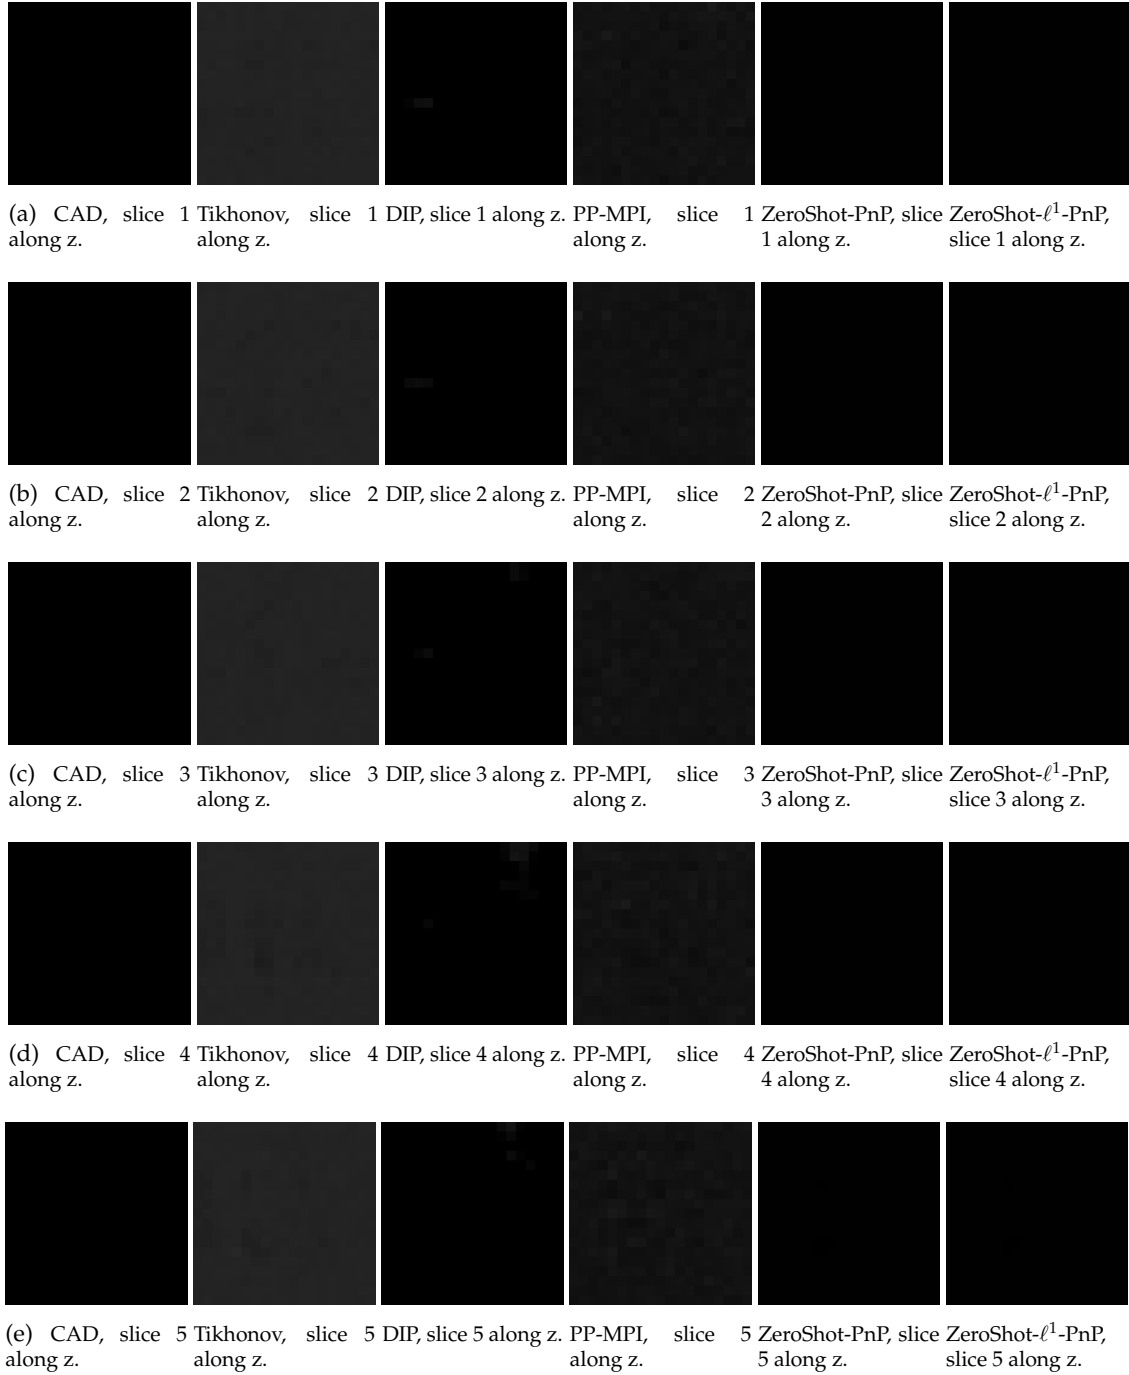 (a) CAD, slice 1 along z.
Tikhonov, slice 1 along z.
DIP, slice 1 along z.
PP-MPI, slice 1 along z.
ZeroShot-PnP, slice 1 along z.
ZeroShot-ℓ¹-PnP, slice 1 along z.
(b) CAD, slice 2 along z.
Tikhonov, slice 2 along z.
DIP, slice 2 along z.
PP-MPI, slice 2 along z.
ZeroShot-PnP, slice 2 along z.
ZeroShot-ℓ¹-PnP, slice 2 along z.
(c) CAD, slice 3 along z.
Tikhonov, slice 3 along z.
DIP, slice 3 along z.
PP-MPI, slice 3 along z.
ZeroShot-PnP, slice 3 along z.
ZeroShot-ℓ¹-PnP, slice 3 along z.
(d) CAD, slice 4 along z.
Tikhonov, slice 4 along z.
DIP, slice 4 along z.
PP-MPI, slice 4 along z.
ZeroShot-PnP, slice 4 along z.
ZeroShot-ℓ¹-PnP, slice 4 along z.
(e) CAD, slice 5 along z.
Tikhonov, slice 5 along z.
DIP, slice 5 along z.
PP-MPI, slice 5 along z.
ZeroShot-PnP, slice 5 along z.
ZeroShot-ℓ¹-PnP, slice 5 along z.